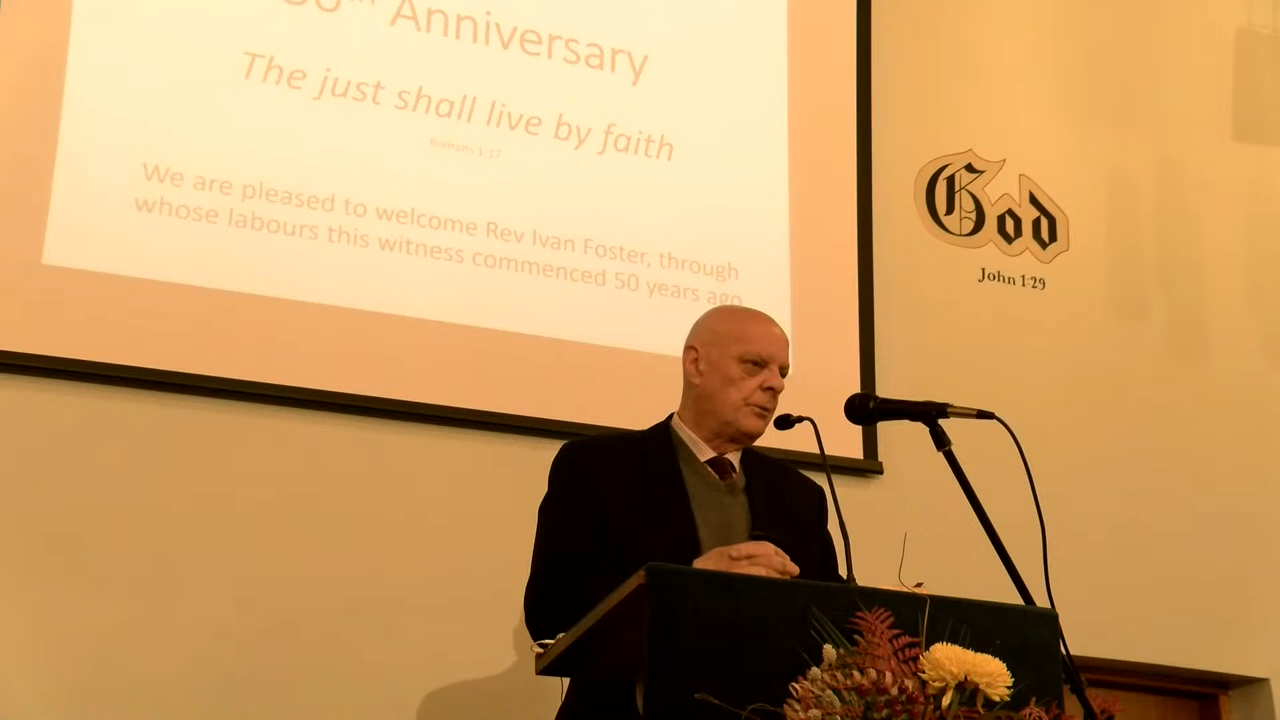 50th Anniversary
The just shall live by faith
Romans 1:17
We are pleased to welcome Rev Ivan Foster, through
whose labours this witness commenced 50 years ago
God
John 1:29